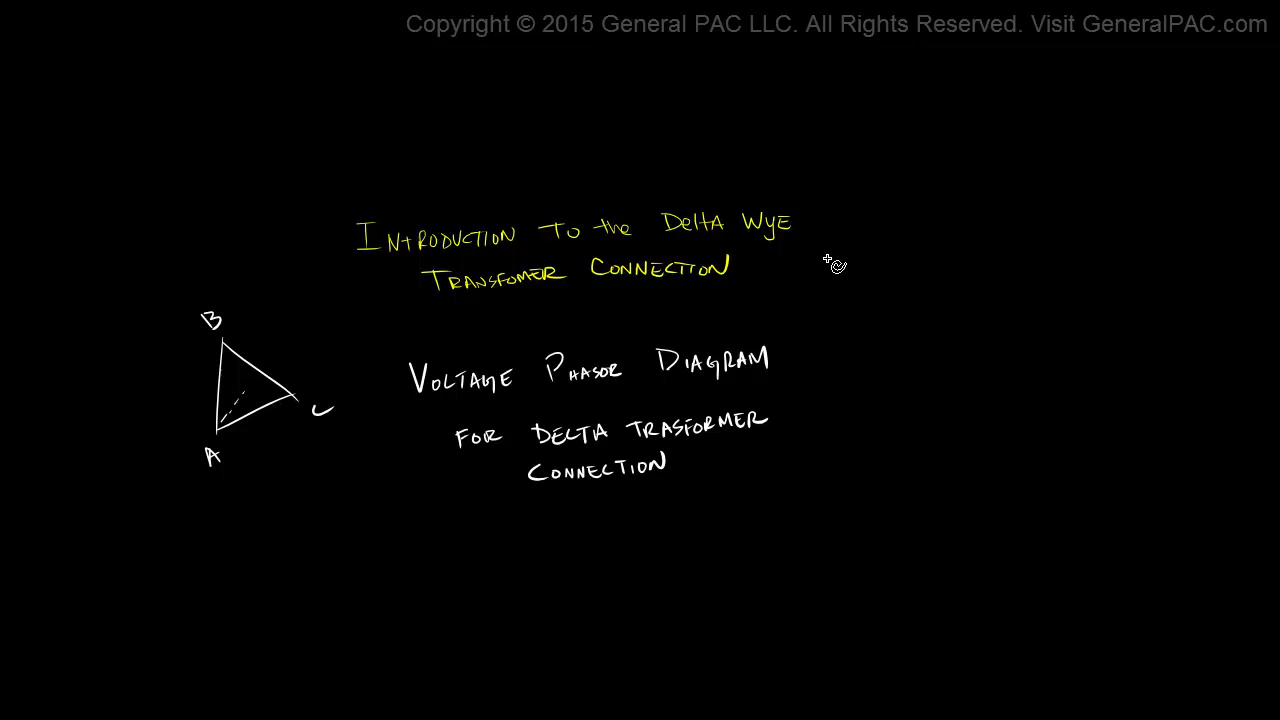 Copyright © 2015 General PAC LLC. All Rights Reserved. Visit GeneralPAC.com
INTRODUCTION TO the DeltA WyE
TRANSFOMER CONNECTION
B
VOLTAGE PHASOR DIAGRAM
C
FOR DELTA TRASFORMER
A
CONNECTION